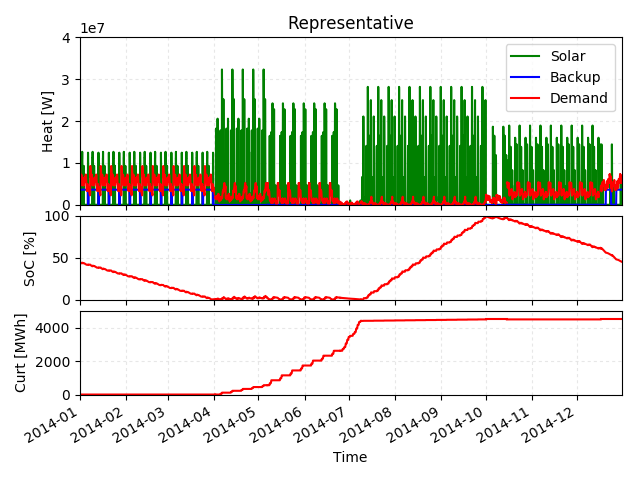 Representative
1e7
Heat [W]
4
3
2
1
0
Solar
Backup
Demand
SoC [%]
100
50
0
Curt [MWh]
4000
2000
0
2014-01
2014-02
2014-03
2014-04
2014-05
2014-06
2014-07
2014-08
2014-09
2014-10
2014-11
2014-12
Time